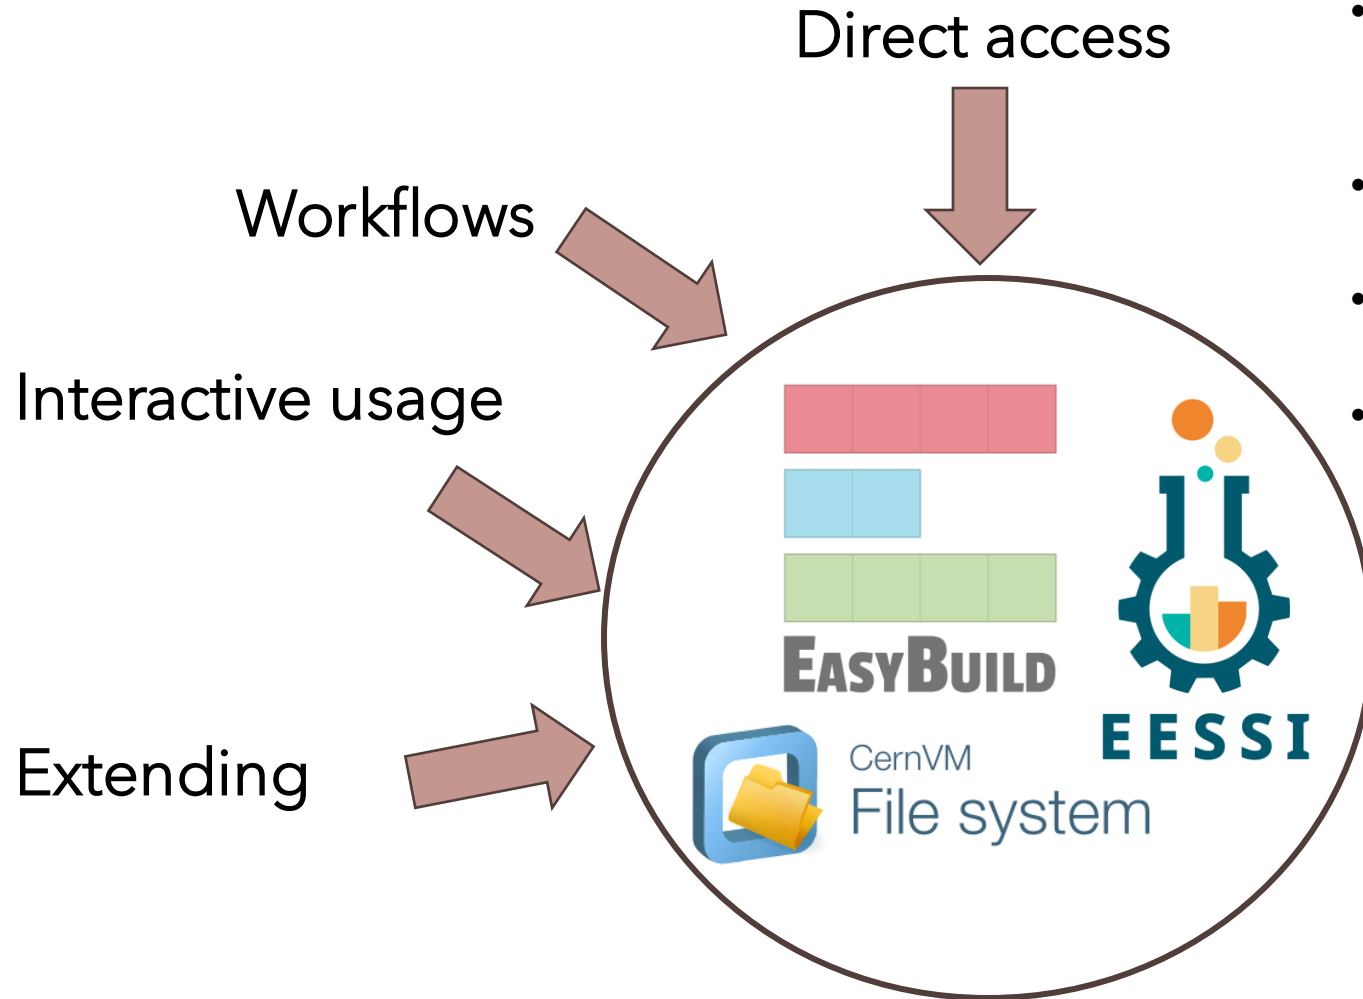 Direct access
Workflows
Interactive usage
Extending
EASYBUILD
EESSI
CernVM
File system